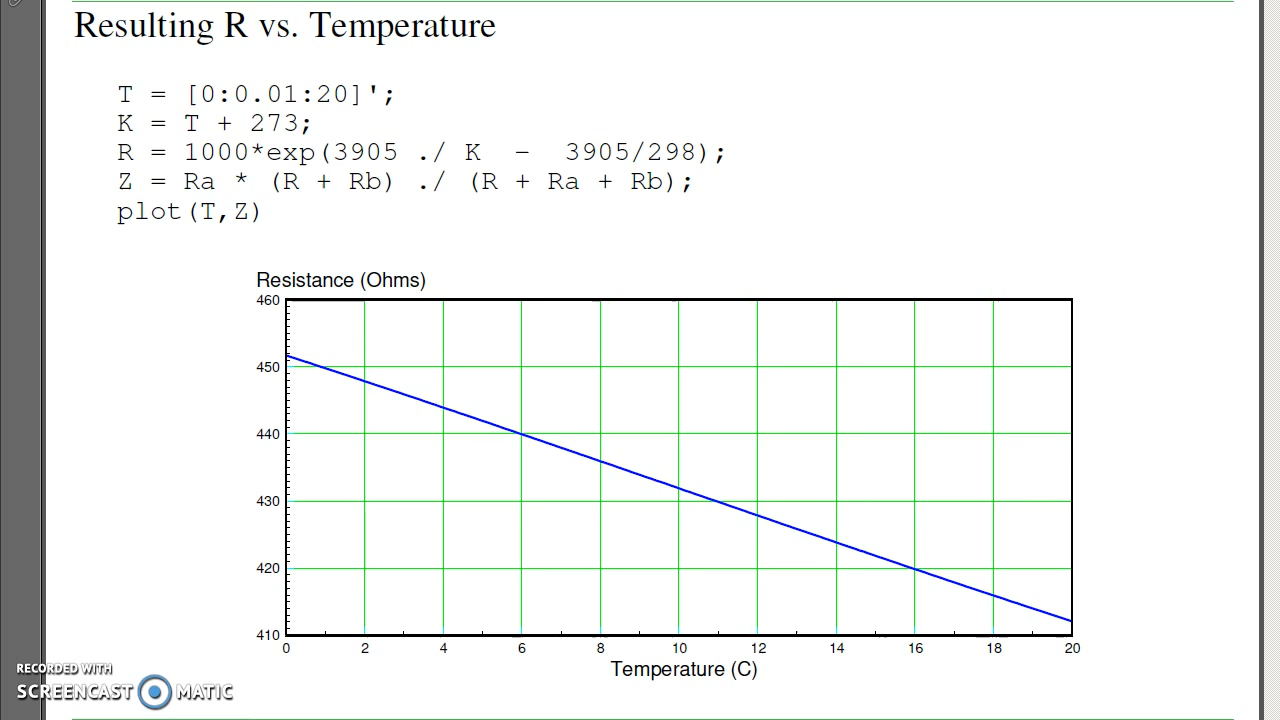 Resulting R vs. Temperature
T = [0:0.01:20]';
K = T + 273;
R = 1000*exp(3905 ./ K - 3905/298);
Z = Ra * (R + Rb) ./ (R + Ra + Rb);
plot(T,Z)
Resistance (Ohms)
460
450
440
430
420
410
0 2 4 6 8 10 12 14 16 18 20
Temperature (C)
RECORDED WITH
SCREENCAST MATIC